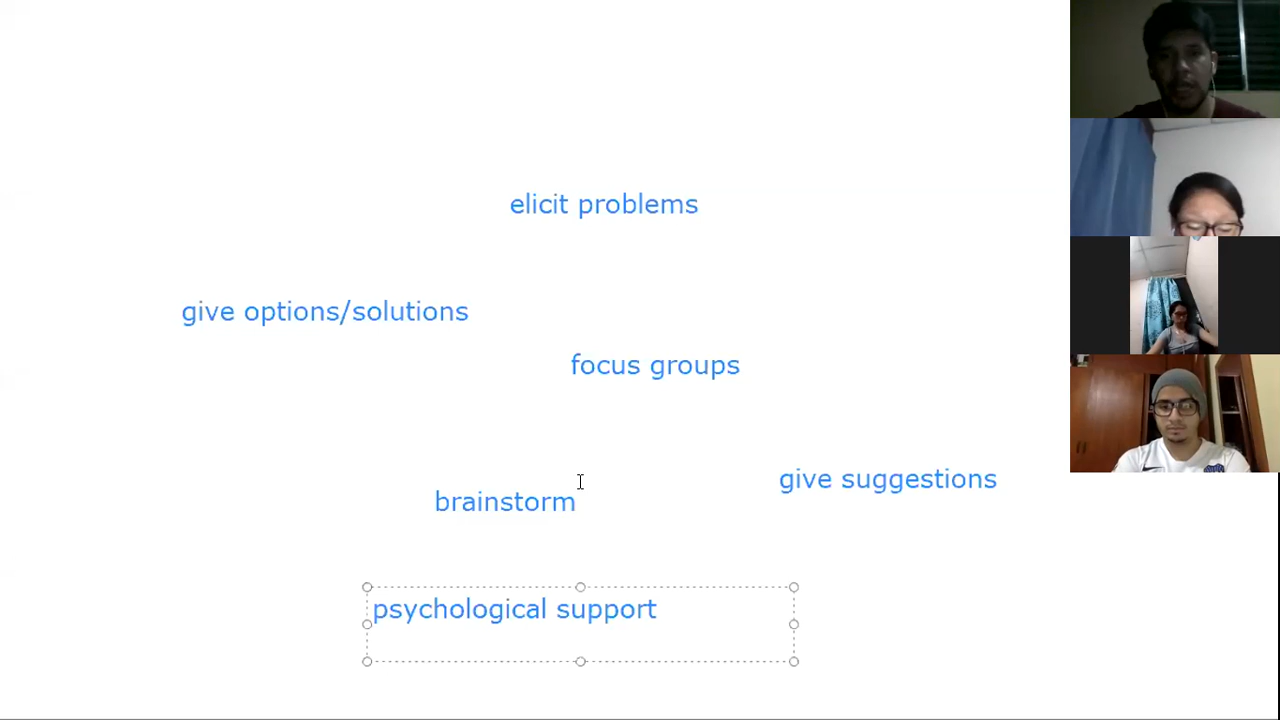 elicit problems
give options/solutions
focus groups
give suggestions
brainstorm
psychological support